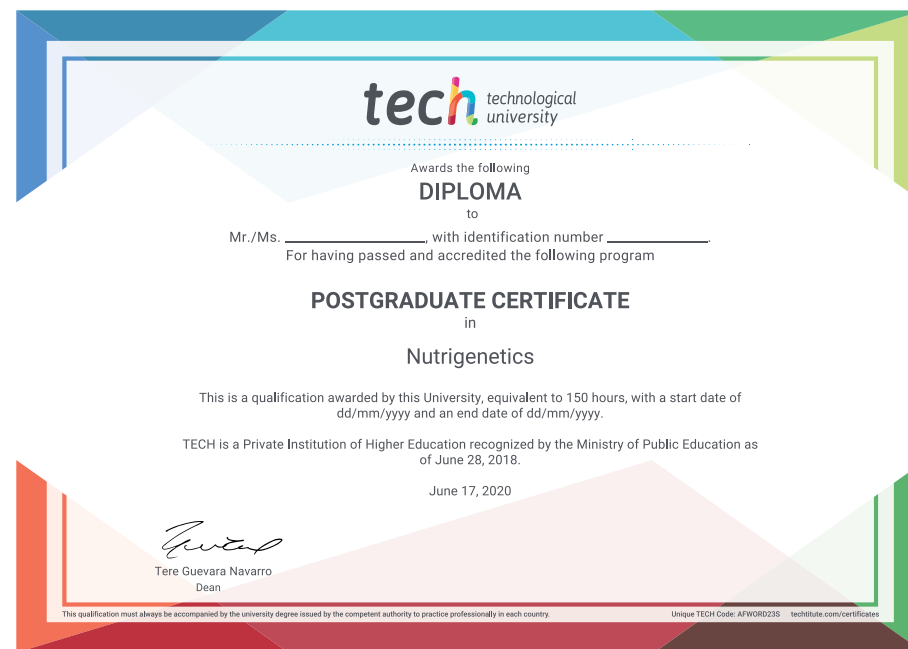 tech technological
university
Awards the following
DIPLOMA
to
Mr./Ms. ____________, with identification number ____________.
For having passed and accredited the following program
POSTGRADUATE CERTIFICATE
in
Nutrigenetics
This is a qualification awarded by this University, equivalent to 150 hours, with a start date of
dd/mm/yyyy and an end date of dd/mm/yyyy.
TECH is a Private Institution of Higher Education recognized by the Ministry of Public Education as
of June 28, 2018.
June 17, 2020
Tere Guevara Navarro
Dean
This qualification must always be accompanied by the university degree issued by the competent authority to practice professionally in each country. Unique TECH Code: AFWORD23S techtitute.com/certificates